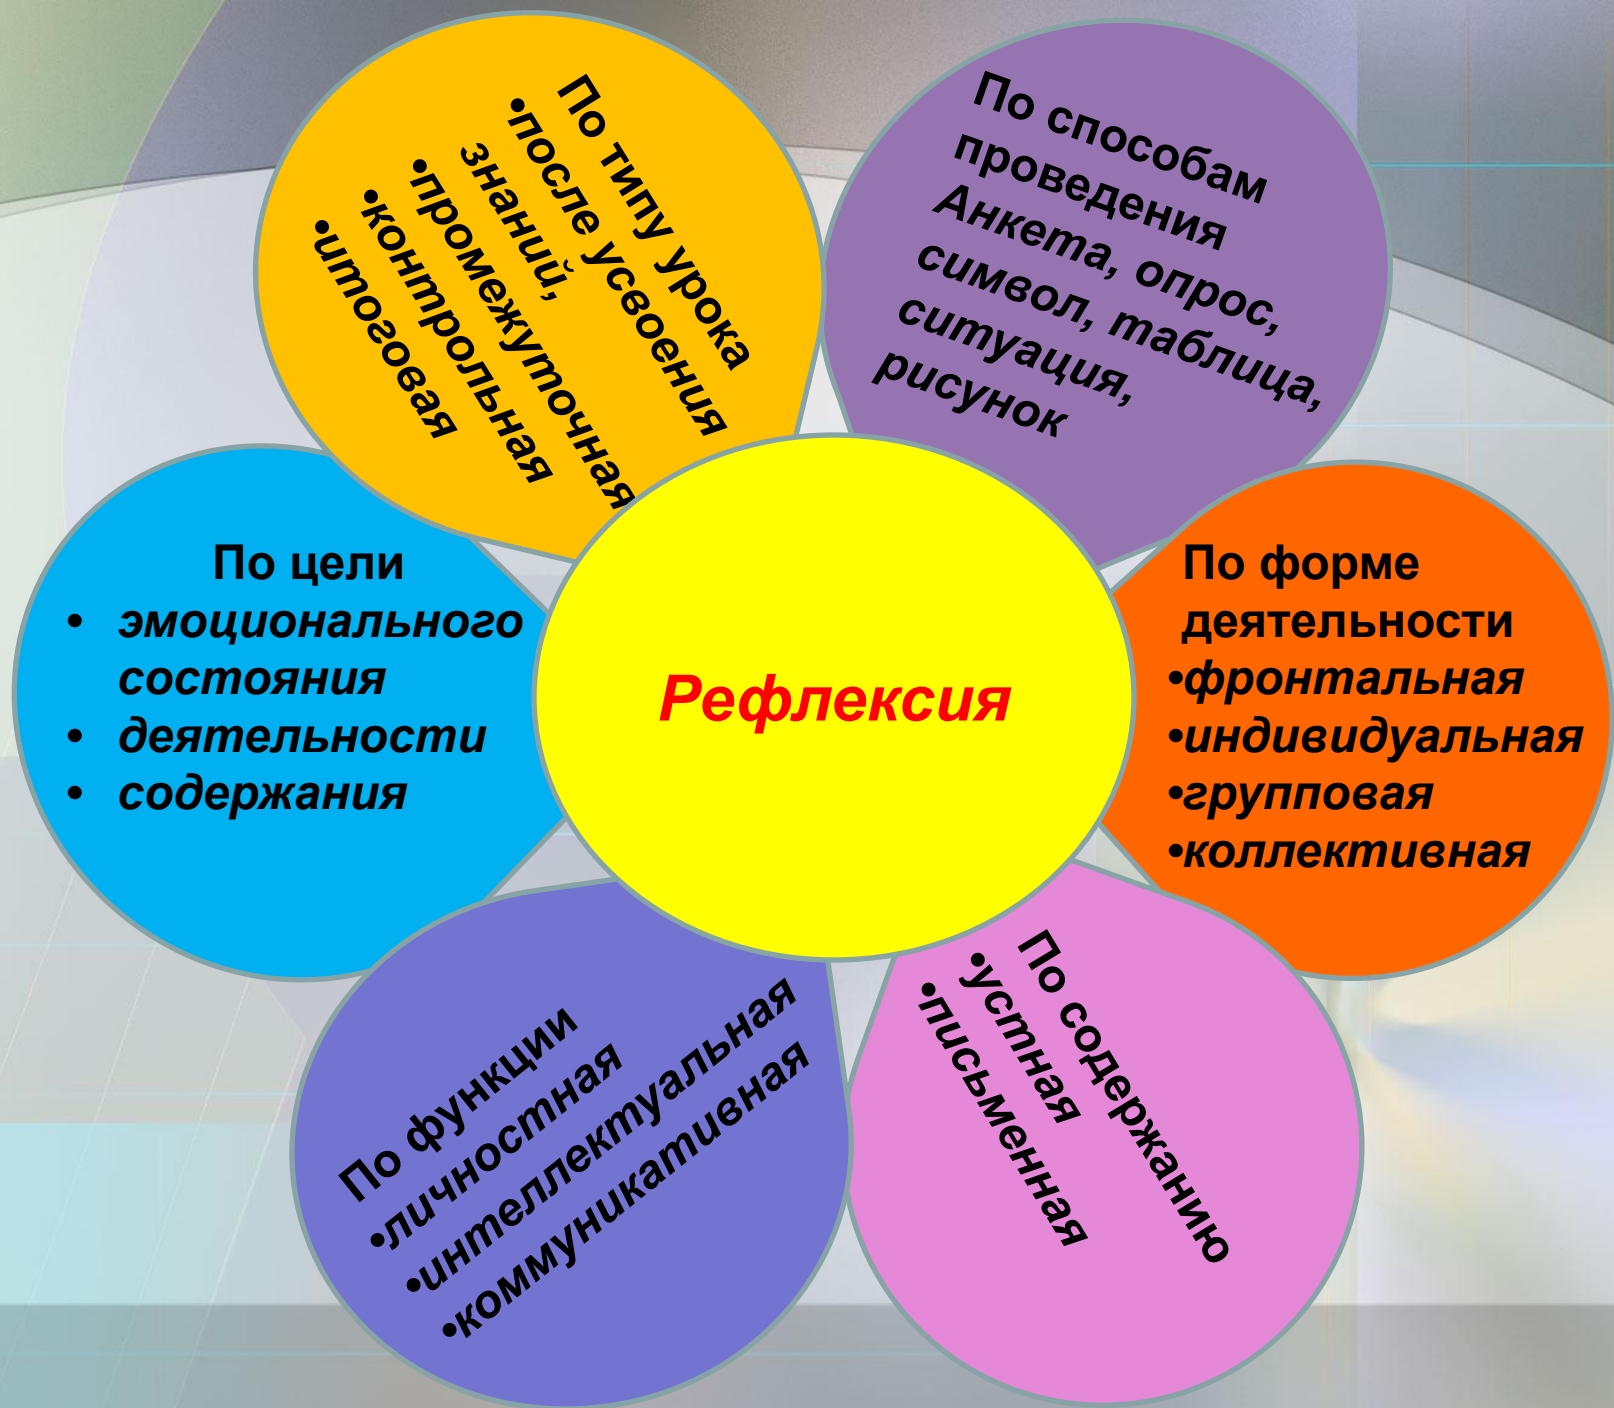 По типу урока
•после усвоения
знаний,
•промежуточная
•контрольная
•итоговая
По способам
проведения
Анкета, опрос,
символ, таблица,
ситуация,
рисунок
По цели
• эмоционального
состояния
• деятельности
• содержания
Рефлексия
По форме
деятельности
•фронтальная
•индивидуальная
•групповая
•коллективная
По функции
•личностная
•интеллектуальная
•коммуникативная
По содержанию
•устная
•письменная